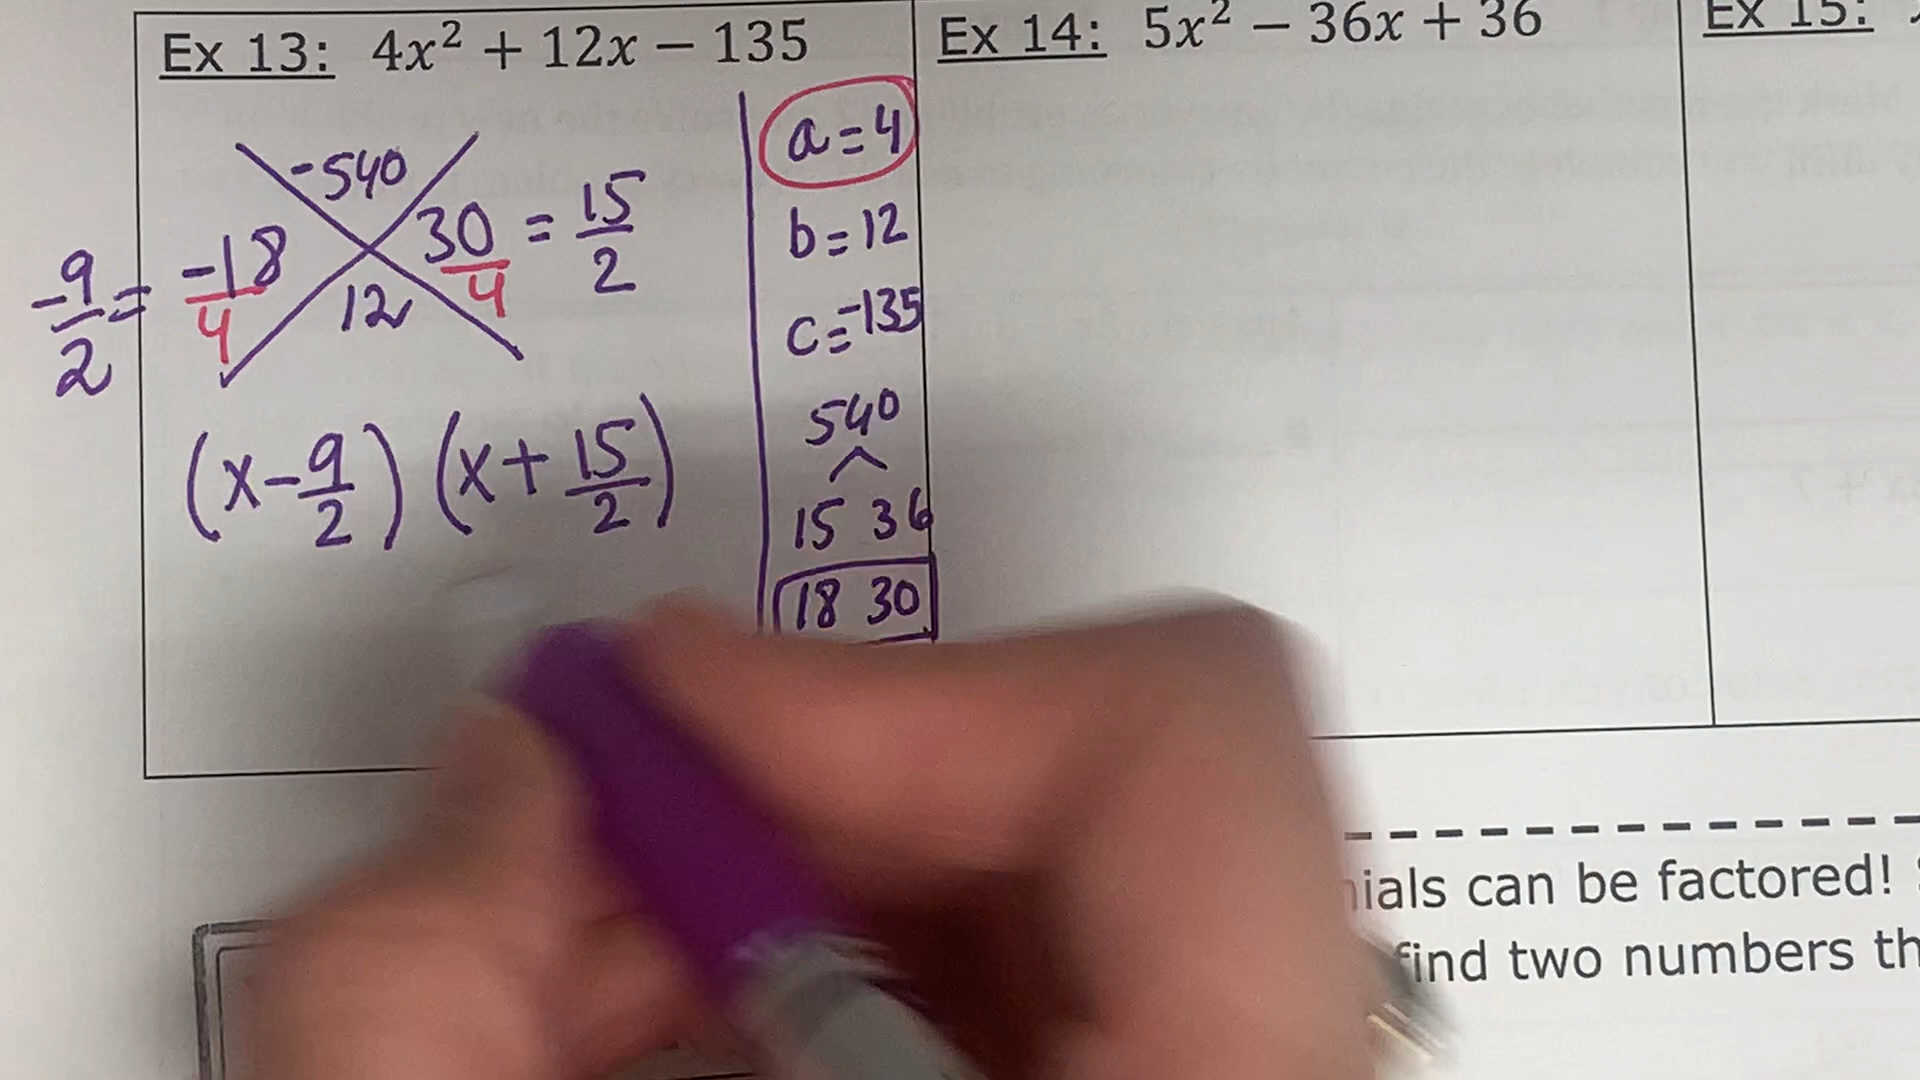 Ex 13: 4x² + 12x − 135
-540
-9/2 = -18/4
30/4 = 15/2
12
(x - 9/2) (x + 15/2)
a = 4
b = 12
c = -135
540
15 36
18 30
Ex 14: 5x² − 36x + 36
Ex 15:
can be factored!
find two numbers